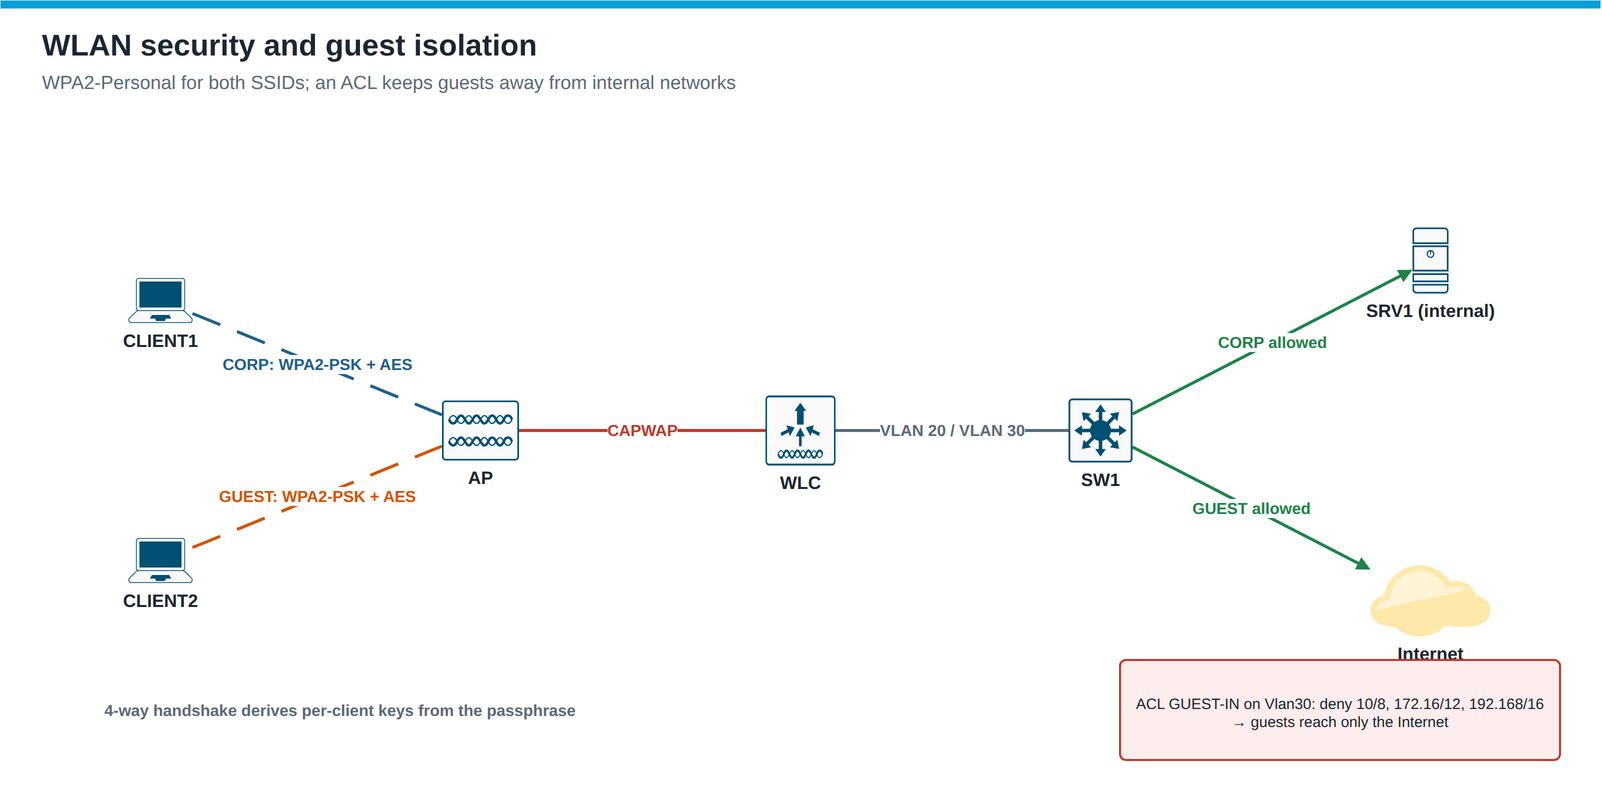 WLAN security and guest isolation
WPA2-Personal for both SSIDs; an ACL keeps guests away from internal networks
SRV1 (internal)
CLIENT1
CORP allowed
CORP: WPA2-PSK + AES
CAPWAP
VLAN 20 / VLAN 30
AP
WLC
SW1
GUEST: WPA2-PSK + AES
GUEST allowed
CLIENT2
Internet
ACL GUEST-IN on Vlan30: deny 10/8, 172.16/12, 192.168/16
→ guests reach only the Internet
4-way handshake derives per-client keys from the passphrase